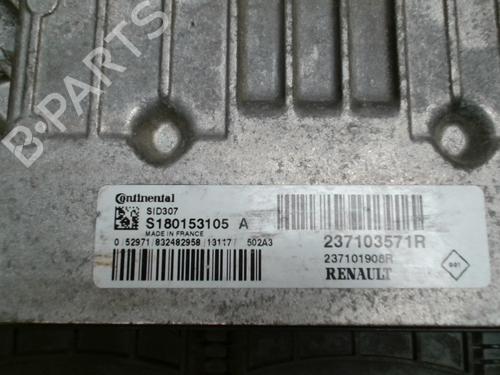 B-PARTS
Continental
SID307
S180153105 A
MADE IN FRANCE
0 52971 832482958 13117 502A3
237103571R
237101908R
RENAULT